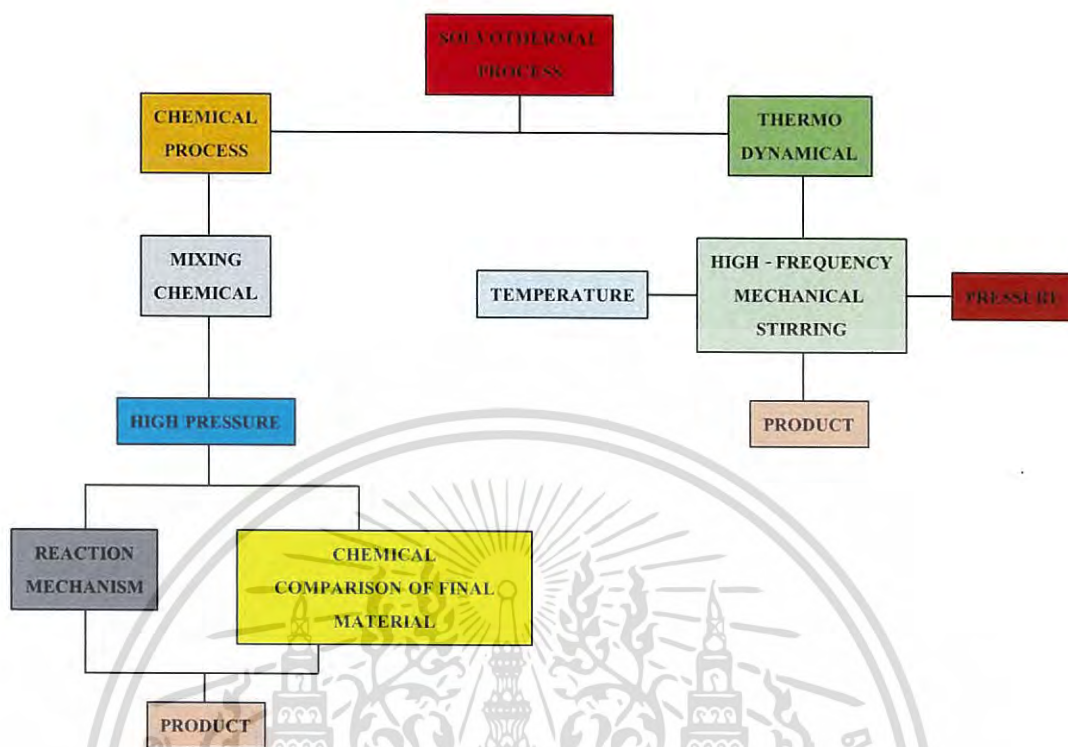 SOLVOTHERMAL
PROCESS
CHEMICAL
PROCESS
THERMO
DYNAMICAL
MIXING
CHEMICAL
TEMPERATURE
HIGH - FREQUENCY
MECHANICAL
STIRRING
PRESSURE
HIGH PRESSURE
PRODUCT
REACTION
MECHANISM
CHEMICAL
COMPARISON OF FINAL
MATERIAL
PRODUCT